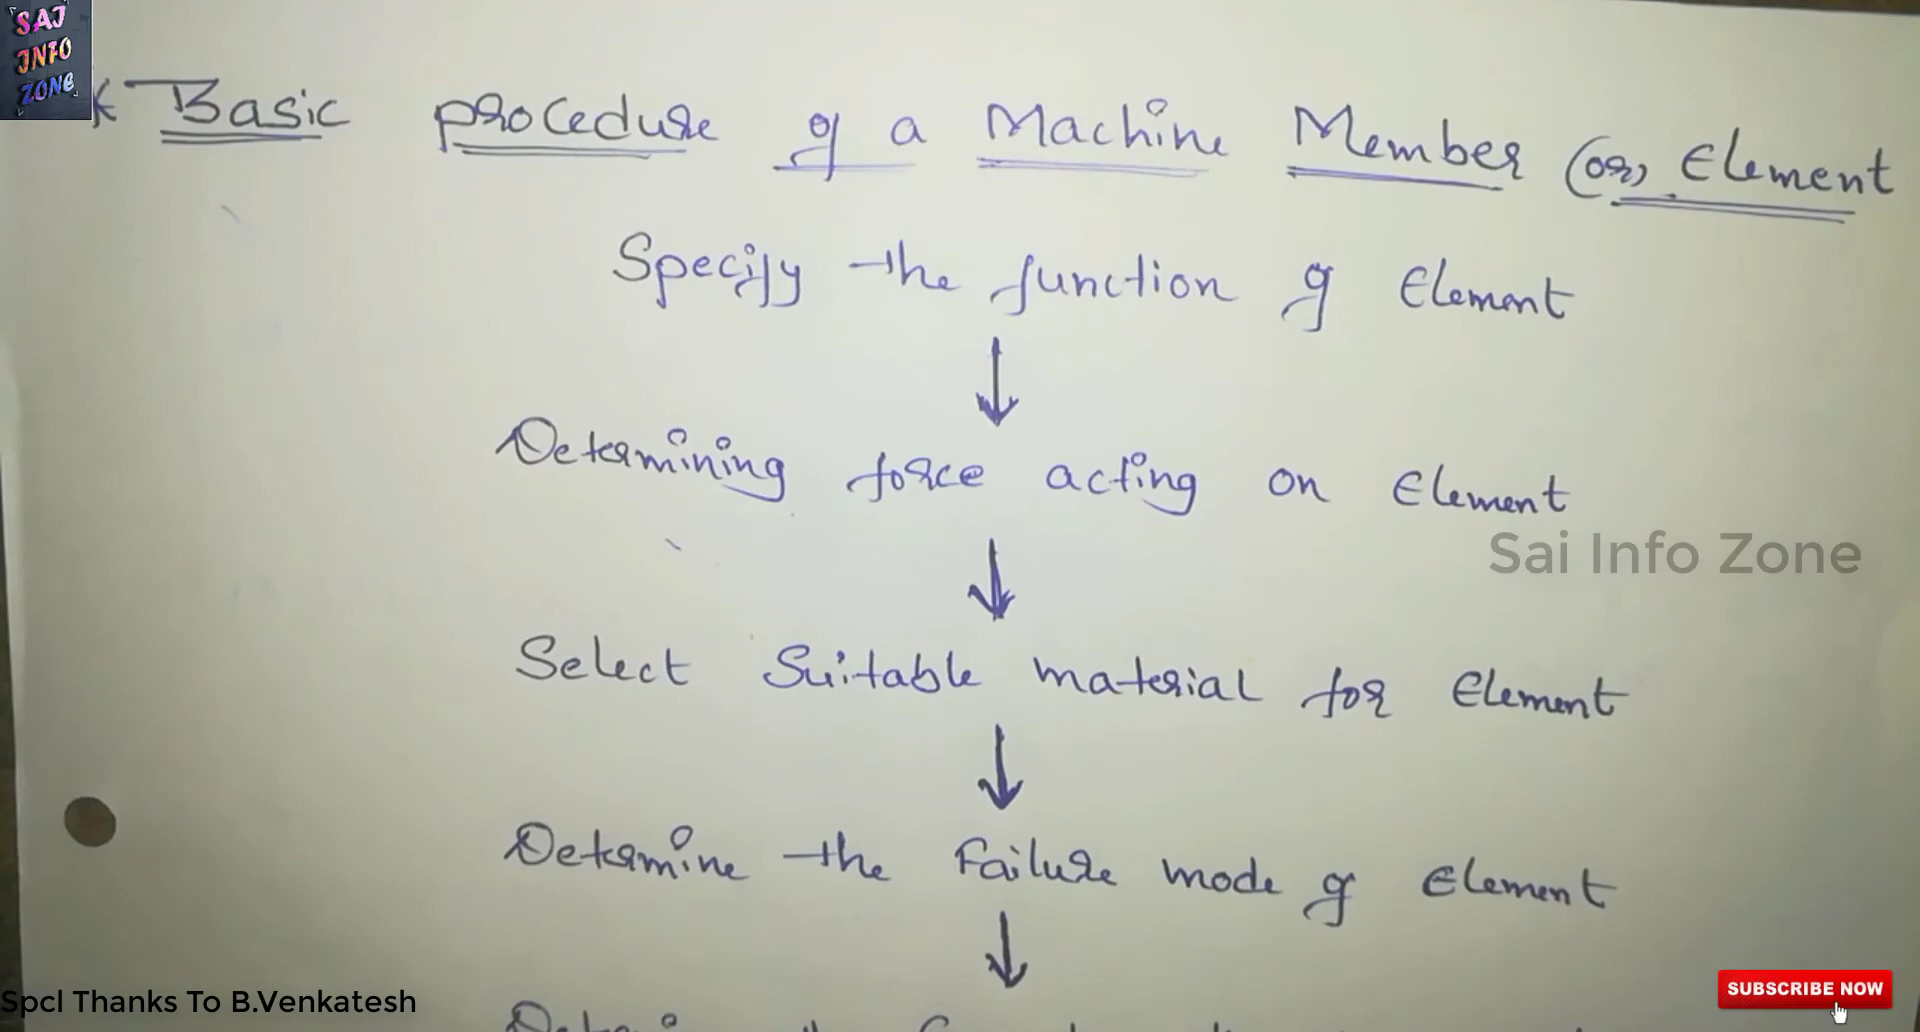 SAI
INFO
ZONE
* Basic procedure of a Machine Member (or) Element
Specify the function of Element
↓
Determining force acting on Element
Sai Info Zone
↓
Select Suitable material for Element
↓
Determine the Failure mode of Element
↓
SUBSCRIBE NOW
Spcl Thanks To B.Venkatesh